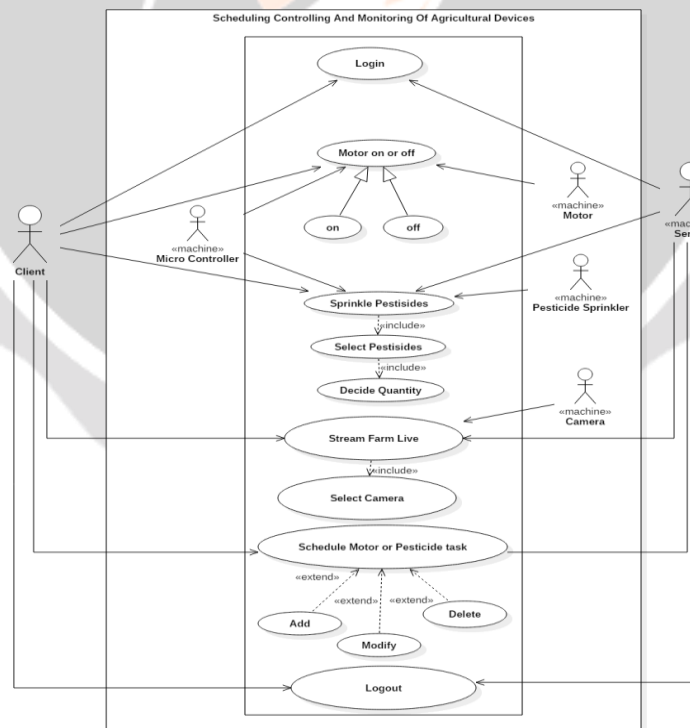 Scheduling Controlling And Monitoring Of Agricultural Devices
Login
Motor on or off
«machine»
Motor
on
off
«machine»
Micro Controller
Client
«machine»
Pesticide Sprinkler
Sprinkle Pestisides
«include»
Select Pestisides
«include»
Decide Quantity
«machine»
Camera
Stream Farm Live
«include»
Select Camera
Schedule Motor or Pesticide task
«extend»
«extend»
«extend»
Add
Delete
Modify
Logout